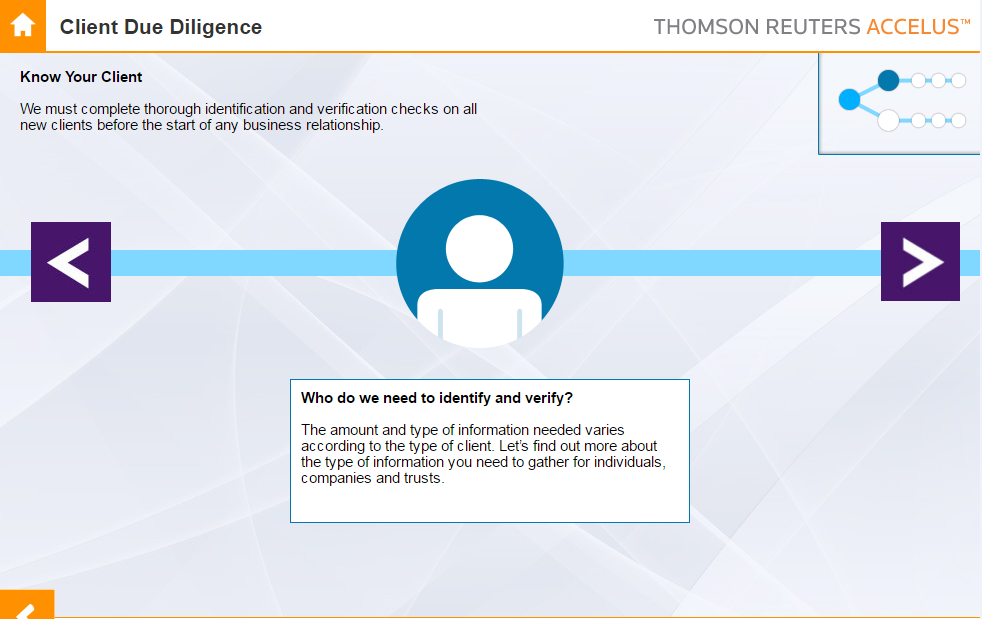 Client Due Diligence
THOMSON REUTERS ACCELUS™
Know Your Client
We must complete thorough identification and verification checks on all
new clients before the start of any business relationship.
Who do we need to identify and verify?
The amount and type of information needed varies
according to the type of client. Let's find out more about
the type of information you need to gather for individuals,
companies and trusts.